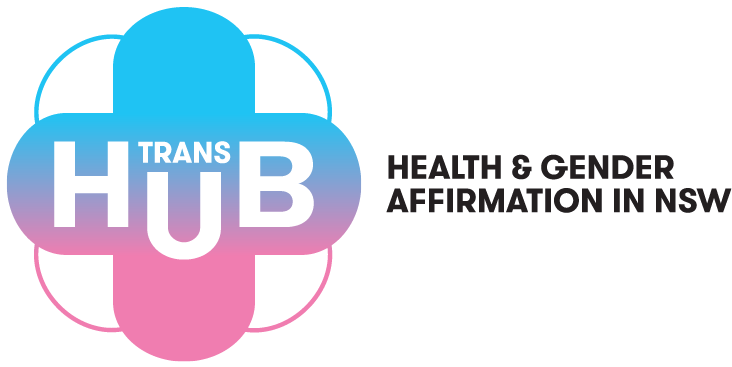 TRANS
HUB
HEALTH & GENDER
AFFIRMATION IN NSW